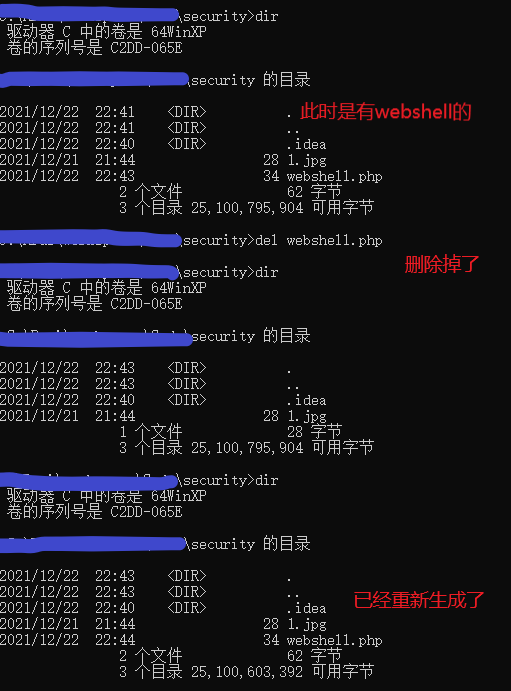 \security>dir
驱动器 C 中的卷是 64WinXP
卷的序列号是 C2DD-065E
\security 的目录
2021/12/22  22:41    <DIR>          .
此时是有webshell的
2021/12/22  22:41    <DIR>          ..
2021/12/22  22:40    <DIR>          .idea
2021/12/21  21:44                28 1.jpg
2021/12/22  22:43                34 webshell.php
2 个文件             62 字节
3 个目录 25,100,795,904 可用字节
\security>del webshell.php
删除掉了
\security>dir
驱动器 C 中的卷是 64WinXP
卷的序列号是 C2DD-065E
\security 的目录
2021/12/22  22:43    <DIR>          .
2021/12/22  22:43    <DIR>          ..
2021/12/22  22:40    <DIR>          .idea
2021/12/21  21:44                28 1.jpg
1 个文件             28 字节
3 个目录 25,100,795,904 可用字节
\security>dir
驱动器 C 中的卷是 64WinXP
卷的序列号是 C2DD-065E
\security 的目录
2021/12/22  22:43    <DIR>          .
2021/12/22  22:43    <DIR>          ..
2021/12/22  22:40    <DIR>          .idea
已经重新生成了
2021/12/21  21:44                28 1.jpg
2021/12/22  22:44                34 webshell.php
2 个文件             62 字节
3 个目录 25,100,603,392 可用字节